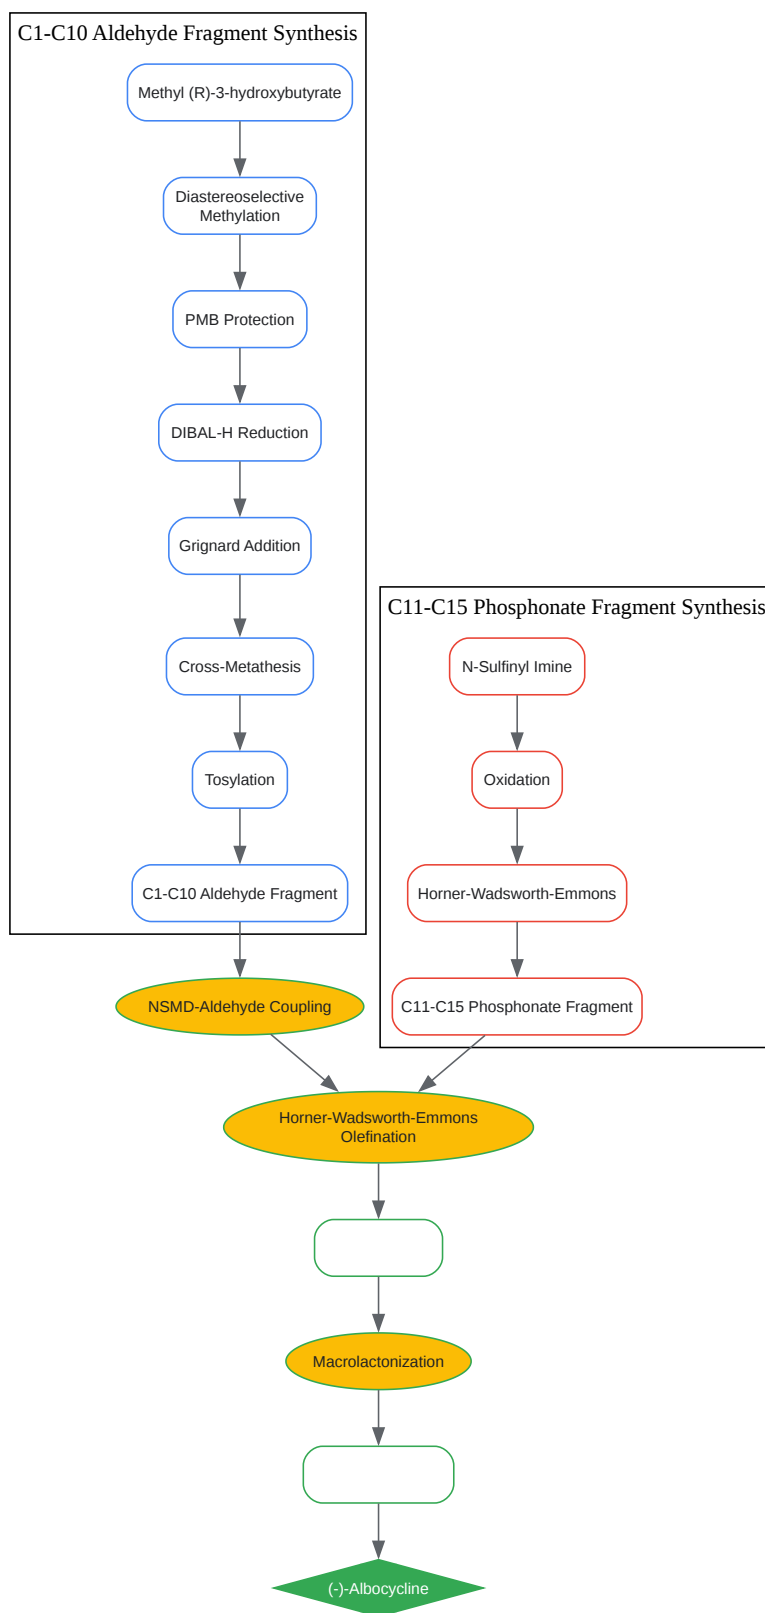 C1-C10 Aldehyde Fragment Synthesis
Methyl (R)-3-hydroxybutyrate
Diastereoselective
Methylation
PMB Protection
DIBAL-H Reduction
Grignard Addition
Cross-Metathesis
Tosylation
C1-C10 Aldehyde Fragment
C11-C15 Phosphonate Fragment Synthesis
N-Sulfinyl Imine
Oxidation
Horner-Wadsworth-Emmons
C11-C15 Phosphonate Fragment
NSMD-Aldehyde Coupling
Horner-Wadsworth-Emmons
Olefination
Macrolactonization
(-)-Albocycline